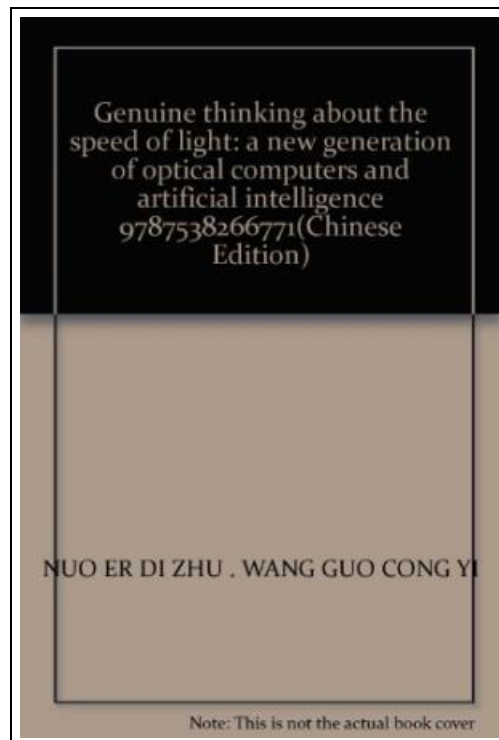 Genuine thinking about the
speed of light: a new generation
of optical computers and
artificial intelligence
9787538266771(Chinese
Edition)
NUO ER DI ZHU . WANG GUO CONG YI
Note: This is not the actual book cover